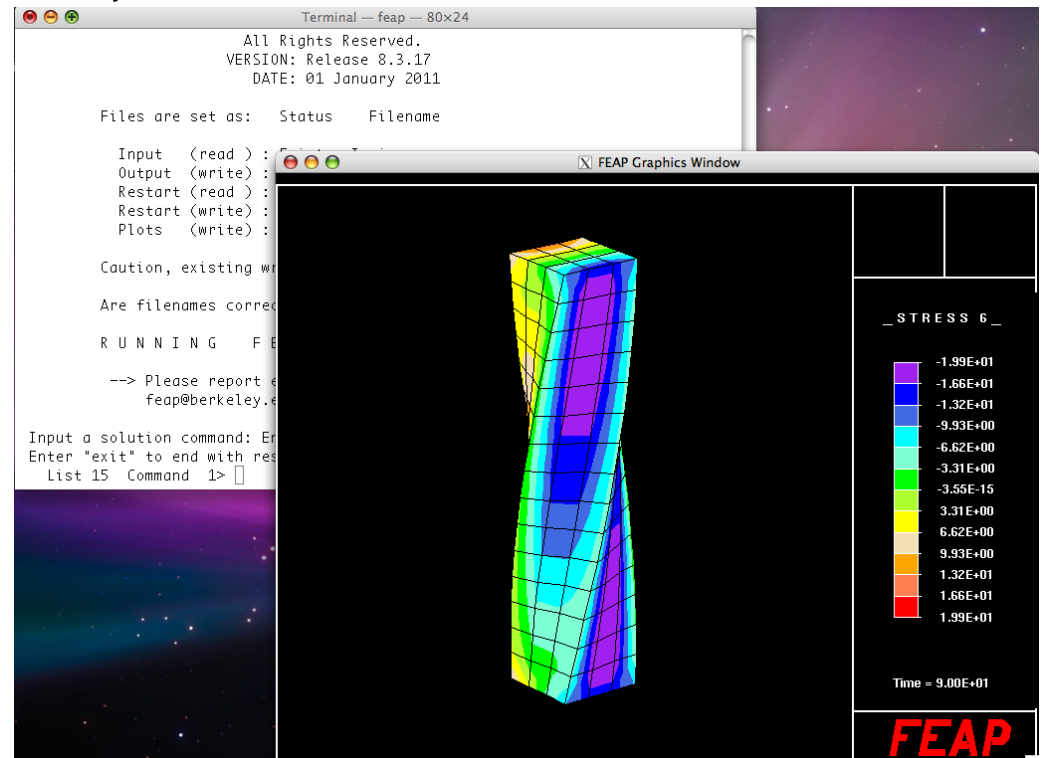 Terminal — feap — 80×24
All Rights Reserved.
VERSION: Release 8.3.17
DATE: 01 January 2011
Files are set as: Status Filename
Input (read ) :
Output (write) :
Restart (read ) :
Restart (write) :
Plots (write) :
Caution, existing
Are filenames
R U N N I N G F
--> Please report
feap@berkeley.
Input a solution command:
Enter "exit" to end with
List 15 Command 1>
X FEAP Graphics Window
_ S T R E S S 6 _
-1.99E+01
-1.66E+01
-1.32E+01
-9.93E+00
-6.62E+00
-3.31E+00
-3.55E-15
3.31E+00
6.62E+00
9.93E+00
1.32E+01
1.66E+01
1.99E+01
Time = 9.00E+01
FEAP